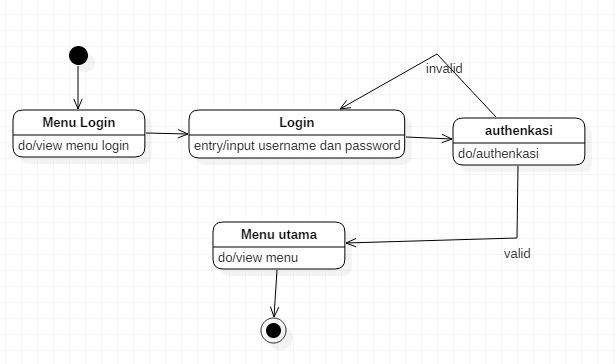 Menu Login
do/view menu login
Login
entry/input username dan password
invalid
authenkasi
do/authenkasi
Menu utama
do/view menu
valid